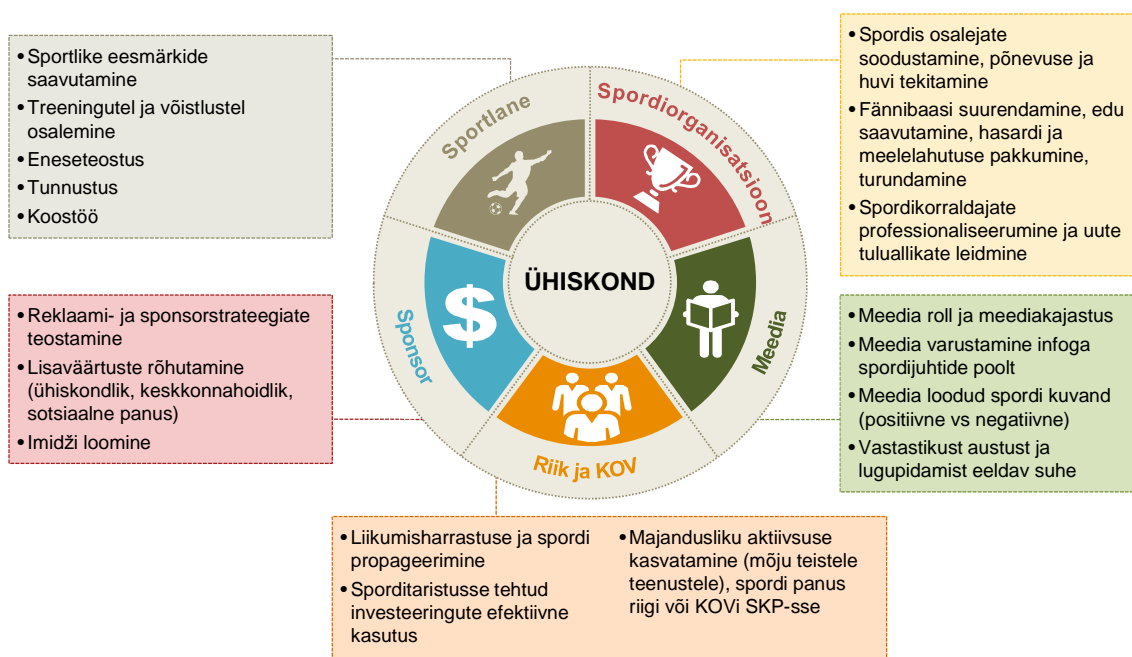 • Sportlike eesmärkide
saavutamine
• Treeningutel ja võistlustel
osalemine
• Eneseteostus
• Tunnustus
• Koostöö
• Spordis osalejate
soodustamine, põnevuse ja
huvi tekitamine
• Fännibaasi suurendamine, edu
saavutamine, hasardi ja
meelelahutuse pakkumine,
turundamine
• Spordikorraldajate
professionaliseerumine ja uute
tuluallikate leidmine
Sportlane
Spordiorganisatsioon
ÜHISKOND
$
Sponsor
Meedia
Riik ja KOV
• Reklaami- ja sponsorstrateegiate
teostamine
• Lisaväärtuste rõhutamine
(ühiskondlik, keskkonnahoidlik,
sotsiaalne panus)
• Imidži loomine
• Meedia roll ja meediakajastus
• Meedia varustamine infoga
spordijuhtide poolt
• Meedia loodud spordi kuvand
(positiivne vs negatiivne)
• Vastastikust austust ja
lugupidamist eeldav suhe
• Liikumisharrastuse ja spordi
propageerimine
• Sporditaristusse tehtud
investeeringute efektiivne
kasutus
• Majandusliku aktiivsuse
kasvatamine (mõju teistele
teenustele), spordi panus
riigi või KOVi SKP-sse